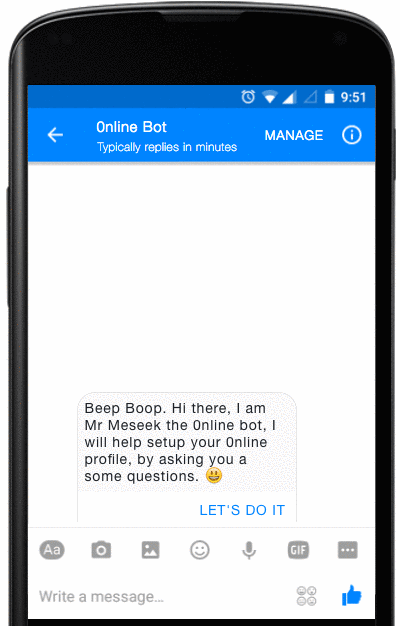 9:51
0nline Bot
MANAGE
Typically replies in minutes
Beep Boop. Hi there, I am
Mr Meseek the 0nline bot, I
will help setup your 0nline
profile, by asking you a
some questions. 😃
LET'S DO IT
Aa
GIF
Write a message...